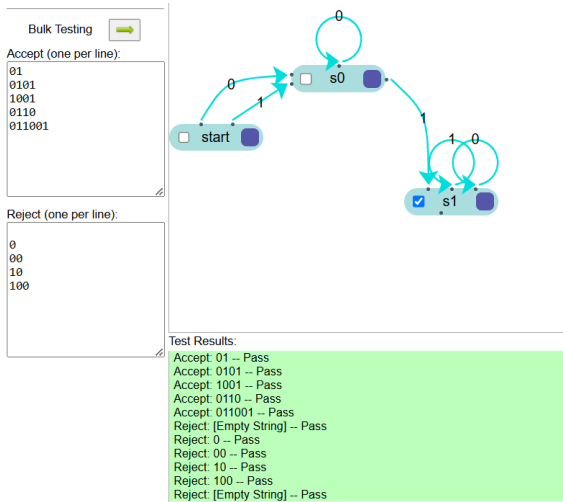 Bulk Testing
Accept (one per line):
01
0101
1001
0110
011001
Reject (one per line):
0
00
10
100
0
s0
0
1
start
1
1
0
s1
Test Results:
Accept: 01 -- Pass
Accept: 0101 -- Pass
Accept: 1001 -- Pass
Accept: 0110 -- Pass
Accept: 011001 -- Pass
Reject: [Empty String] -- Pass
Reject: 0 -- Pass
Reject: 00 -- Pass
Reject: 10 -- Pass
Reject: 100 -- Pass
Reject: [Empty String] -- Pass